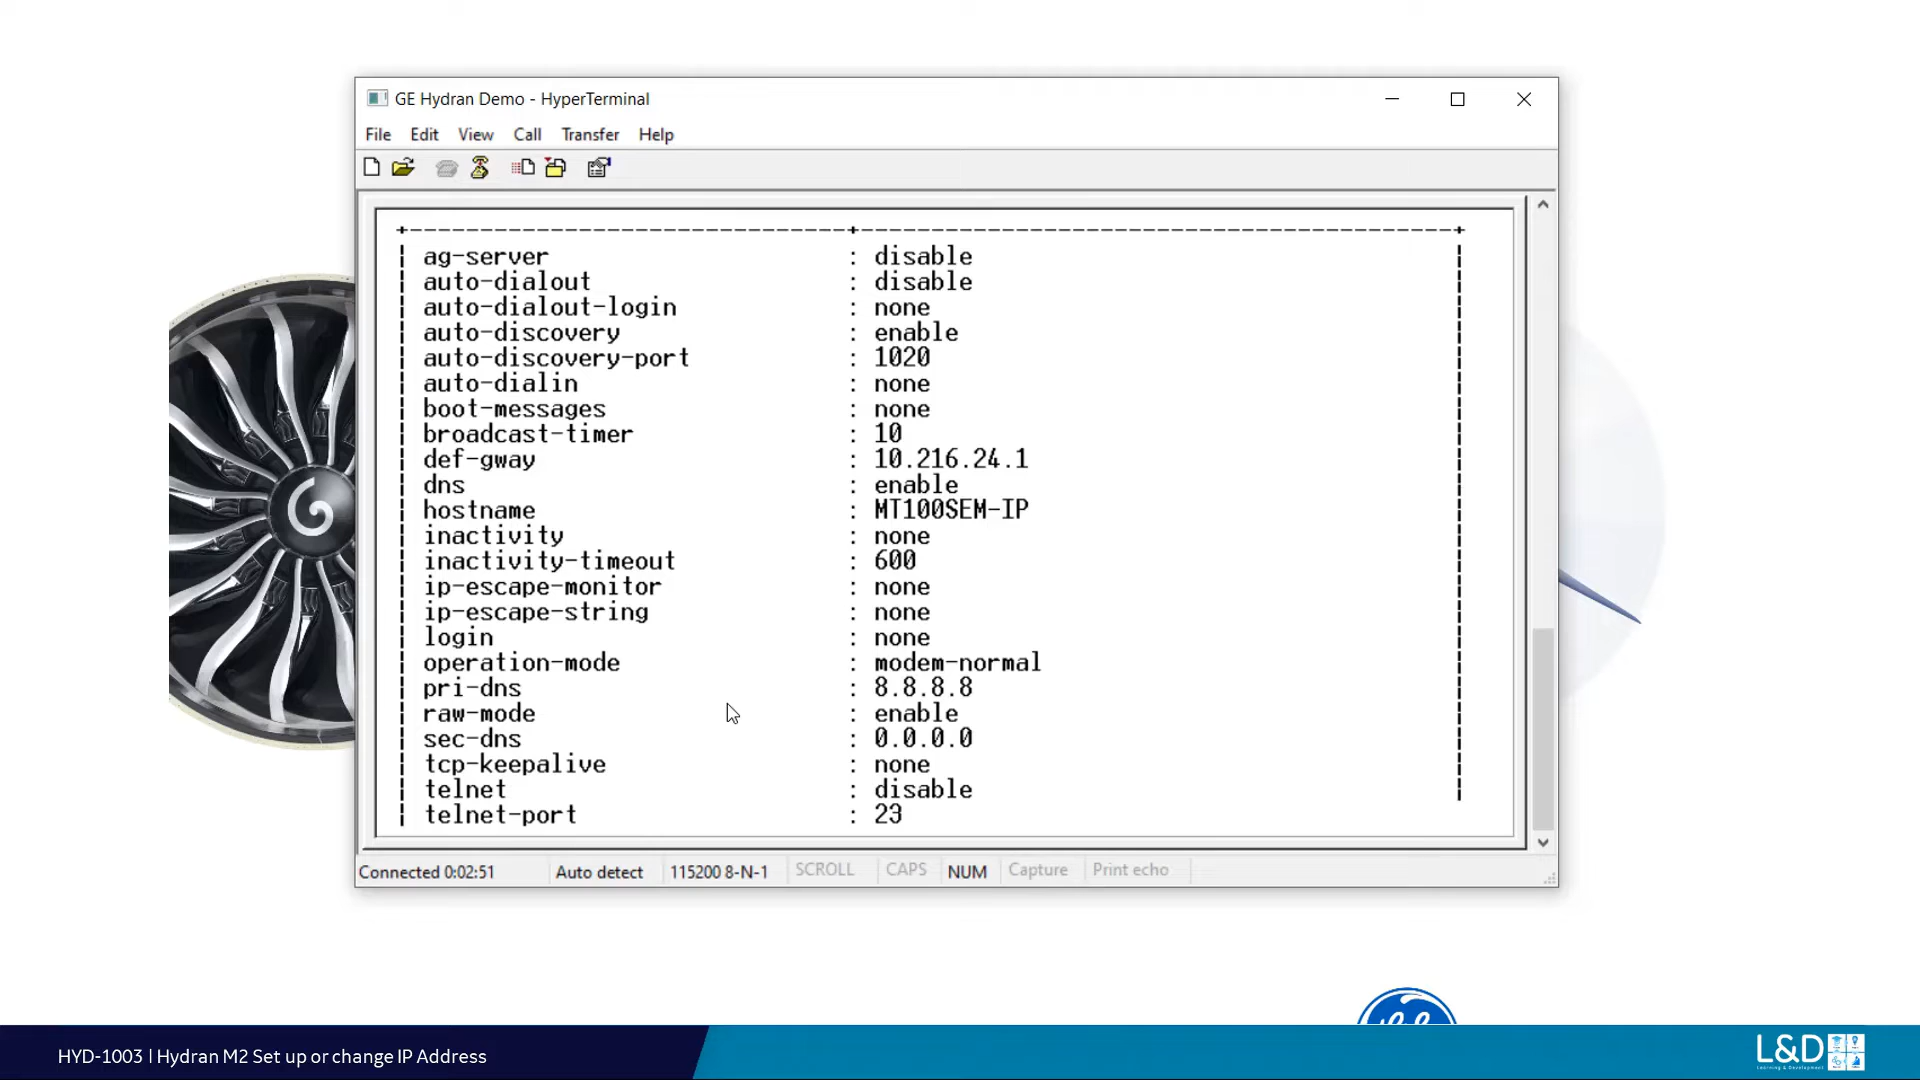 GE Hydran Demo - HyperTerminal
File Edit View Call Transfer Help
ag-server : disable
auto-dialout : disable
auto-dialout-login : none
auto-discovery : enable
auto-discovery-port : 1020
auto-dialin : none
boot-messages : none
broadcast-timer : 10
def-gway : 10.216.24.1
dns : enable
hostname : MT100SEM-IP
inactivity : none
inactivity-timeout : 600
ip-escape-monitor : none
ip-escape-string : none
login : none
operation-mode : modem-normal
pri-dns : 8.8.8.8
raw-mode : enable
sec-dns : 0.0.0.0
tcp-keepalive : none
telnet : disable
telnet-port : 23
Connected 0:02:51 Auto detect 115200 8-N-1 SCROLL CAPS NUM Capture Print echo
HYD-1003 | Hydran M2 Set up or change IP Address
L&D
Learning & Development